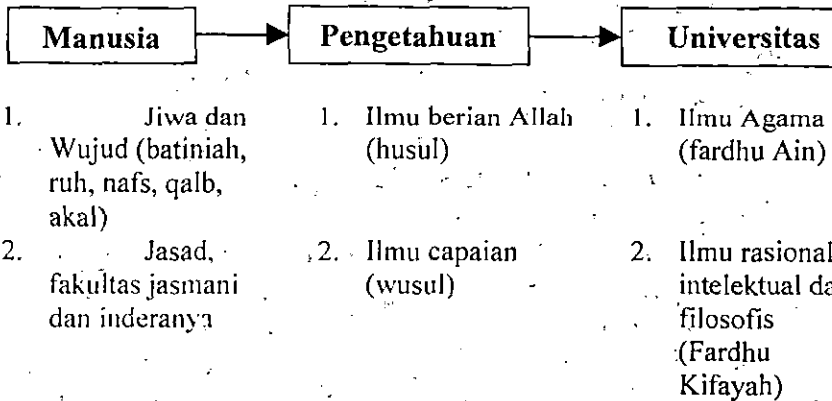 Manusia
Pengetahuan
Universitas
1. Jiwa dan
Wujud (batiniah,
ruh, nafs, qalb,
akal)
2. Jasad,
fakultas jasmani
dan inderanya
1. Ilmu berian Allah
(husul)
2. Ilmu capaian
(wusul)
1. Ilmu Agama
(fardhu Ain)
2. Ilmu rasional
intelektual da
filosofis
(Fardhu
Kifayah)